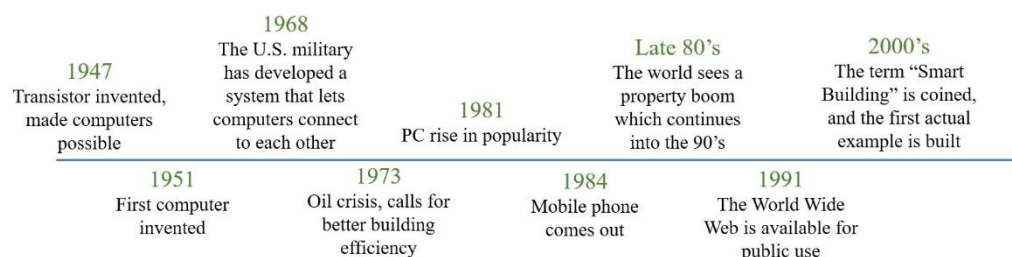 1947
Transistor invented,
made computers
possible
1951
First computer
invented
1968
The U.S. military
has developed a
system that lets
computers connect
to each other
1973
Oil crisis, calls for
better building
efficiency
1981
PC rise in popularity
1984
Mobile phone
comes out
Late 80’s
The world sees a
property boom
which continues
into the 90’s
1991
The World Wide
Web is available for
public use
2000’s
The term “Smart
Building” is coined,
and the first actual
example is built